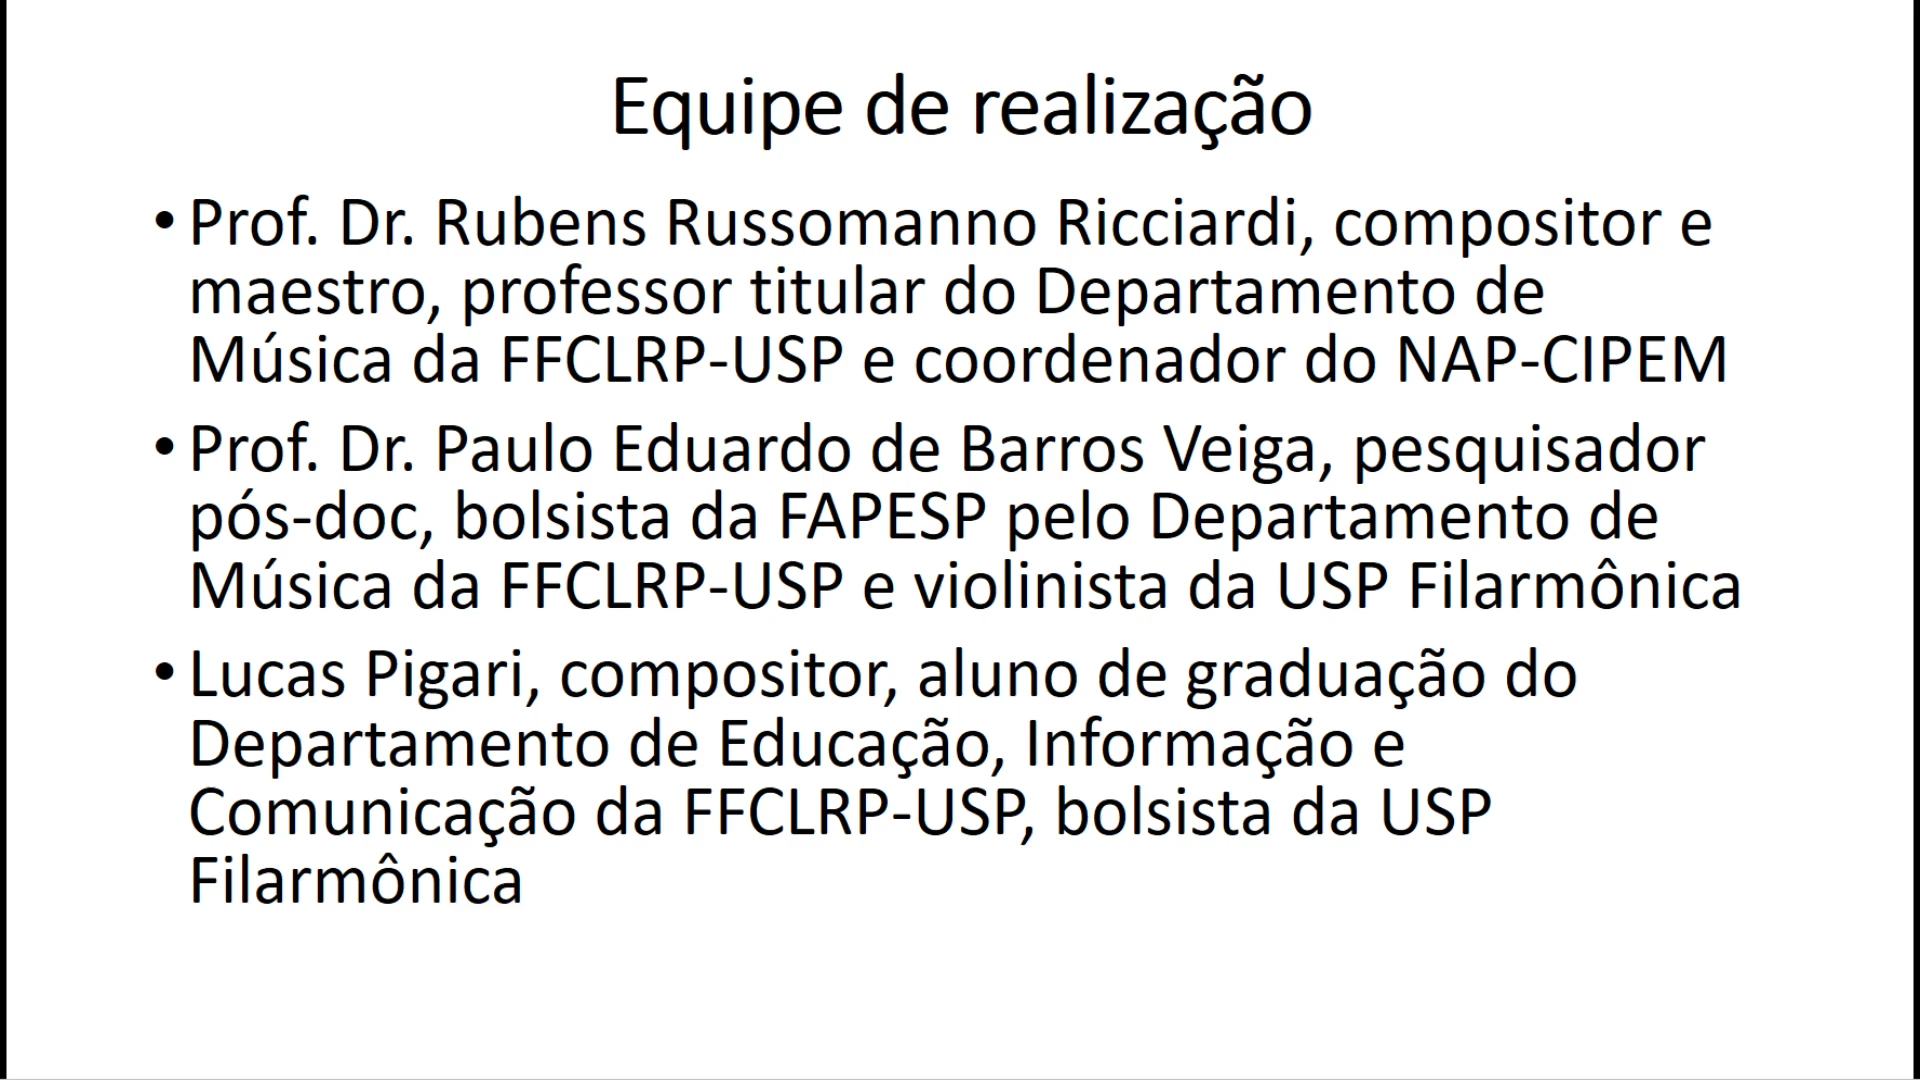 Equipe de realização
• Prof. Dr. Rubens Russomanno Ricciardi, compositor e
maestro, professor titular do Departamento de
Música da FFCLRP-USP e coordenador do NAP-CIPEM
• Prof. Dr. Paulo Eduardo de Barros Veiga, pesquisador
pós-doc, bolsista da FAPESP pelo Departamento de
Música da FFCLRP-USP e violinista da USP Filarmônica
• Lucas Pigari, compositor, aluno de graduação do
Departamento de Educação, Informação e
Comunicação da FFCLRP-USP, bolsista da USP
Filarmônica